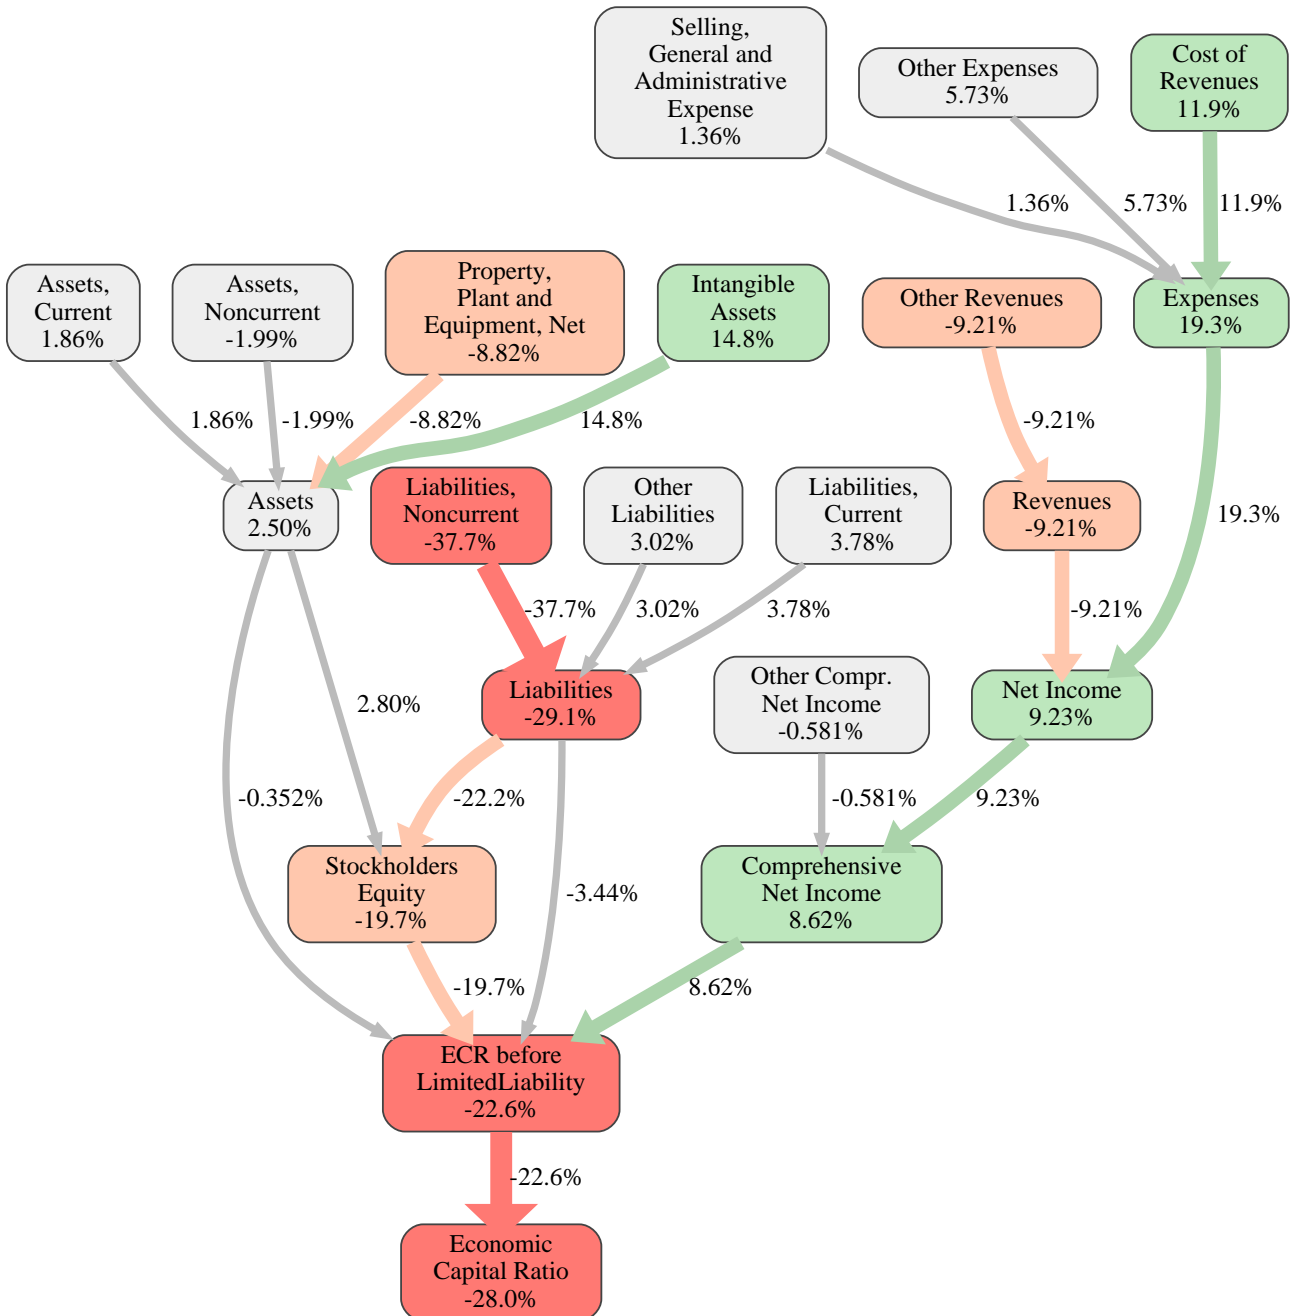 Selling,
General and
Administrative
Expense
1.36%
Other Expenses
5.73%
Cost of
Revenues
11.9%
1.36%
5.73%
11.9%
Assets,
Current
1.86%
Assets,
Noncurrent
-1.99%
Property,
Plant and
Equipment, Net
-8.82%
Intangible
Assets
14.8%
Other Revenues
-9.21%
Expenses
19.3%
1.86%
-1.99%
-8.82%
14.8%
-9.21%
Assets
2.50%
Liabilities,
Noncurrent
-37.7%
Other
Liabilities
3.02%
Liabilities,
Current
3.78%
Revenues
-9.21%
19.3%
-37.7%
3.02%
3.78%
-9.21%
2.80%
Liabilities
-29.1%
Other Compr.
Net Income
-0.581%
Net Income
9.23%
-0.352%
-22.2%
-0.581%
9.23%
Stockholders
Equity
-19.7%
-3.44%
Comprehensive
Net Income
8.62%
-19.7%
8.62%
ECR before
LimitedLiability
-22.6%
-22.6%
Economic
Capital Ratio
-28.0%